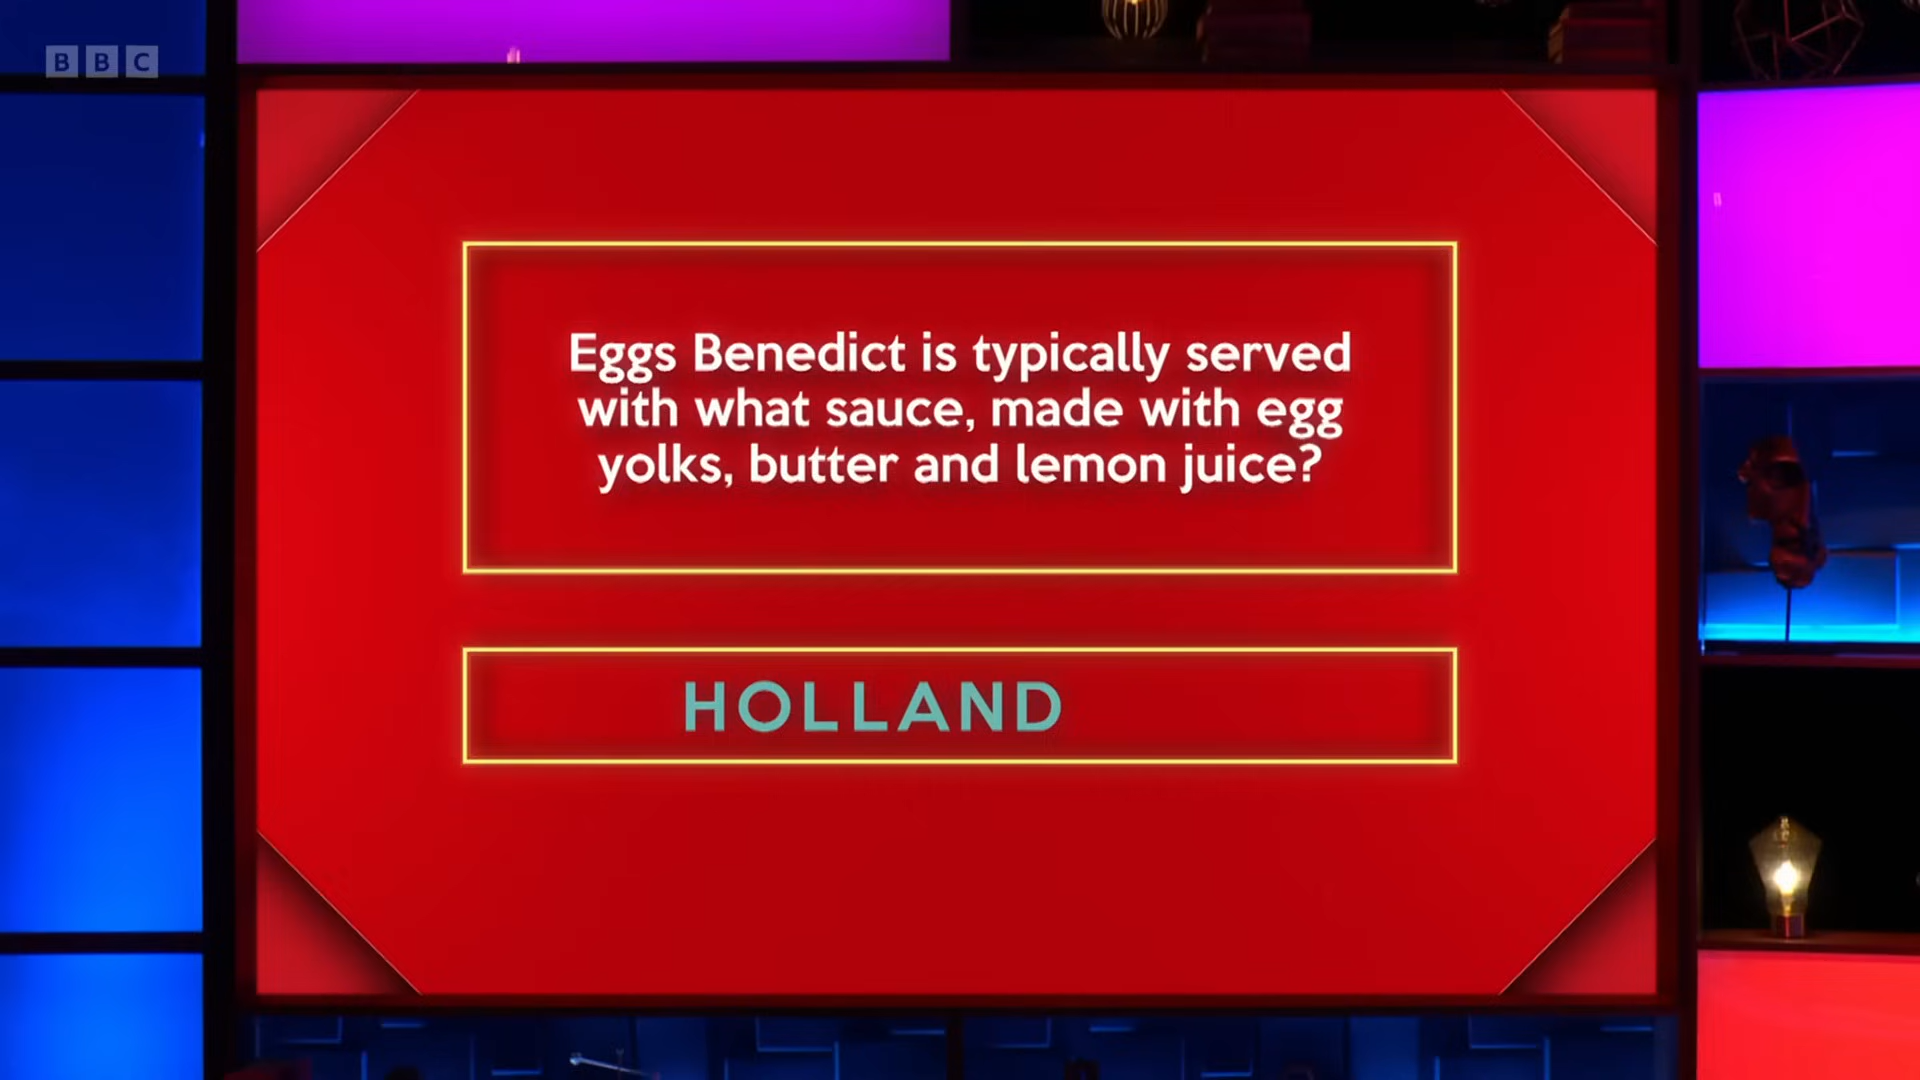 BBC
Eggs Benedict is typically served
with what sauce, made with egg
yolks, butter and lemon juice?
HOLLAND